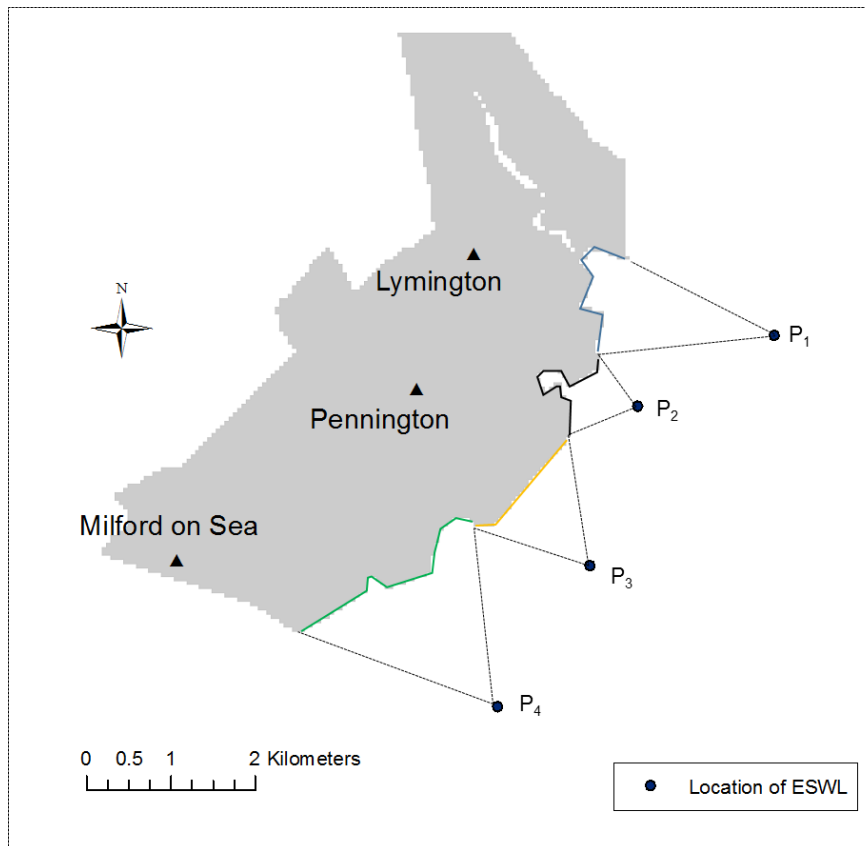 Lymington
N
P1
P2
Pennington
Milford on Sea
P3
P4
0 0.5 1 2 Kilometers
Location of ESWL